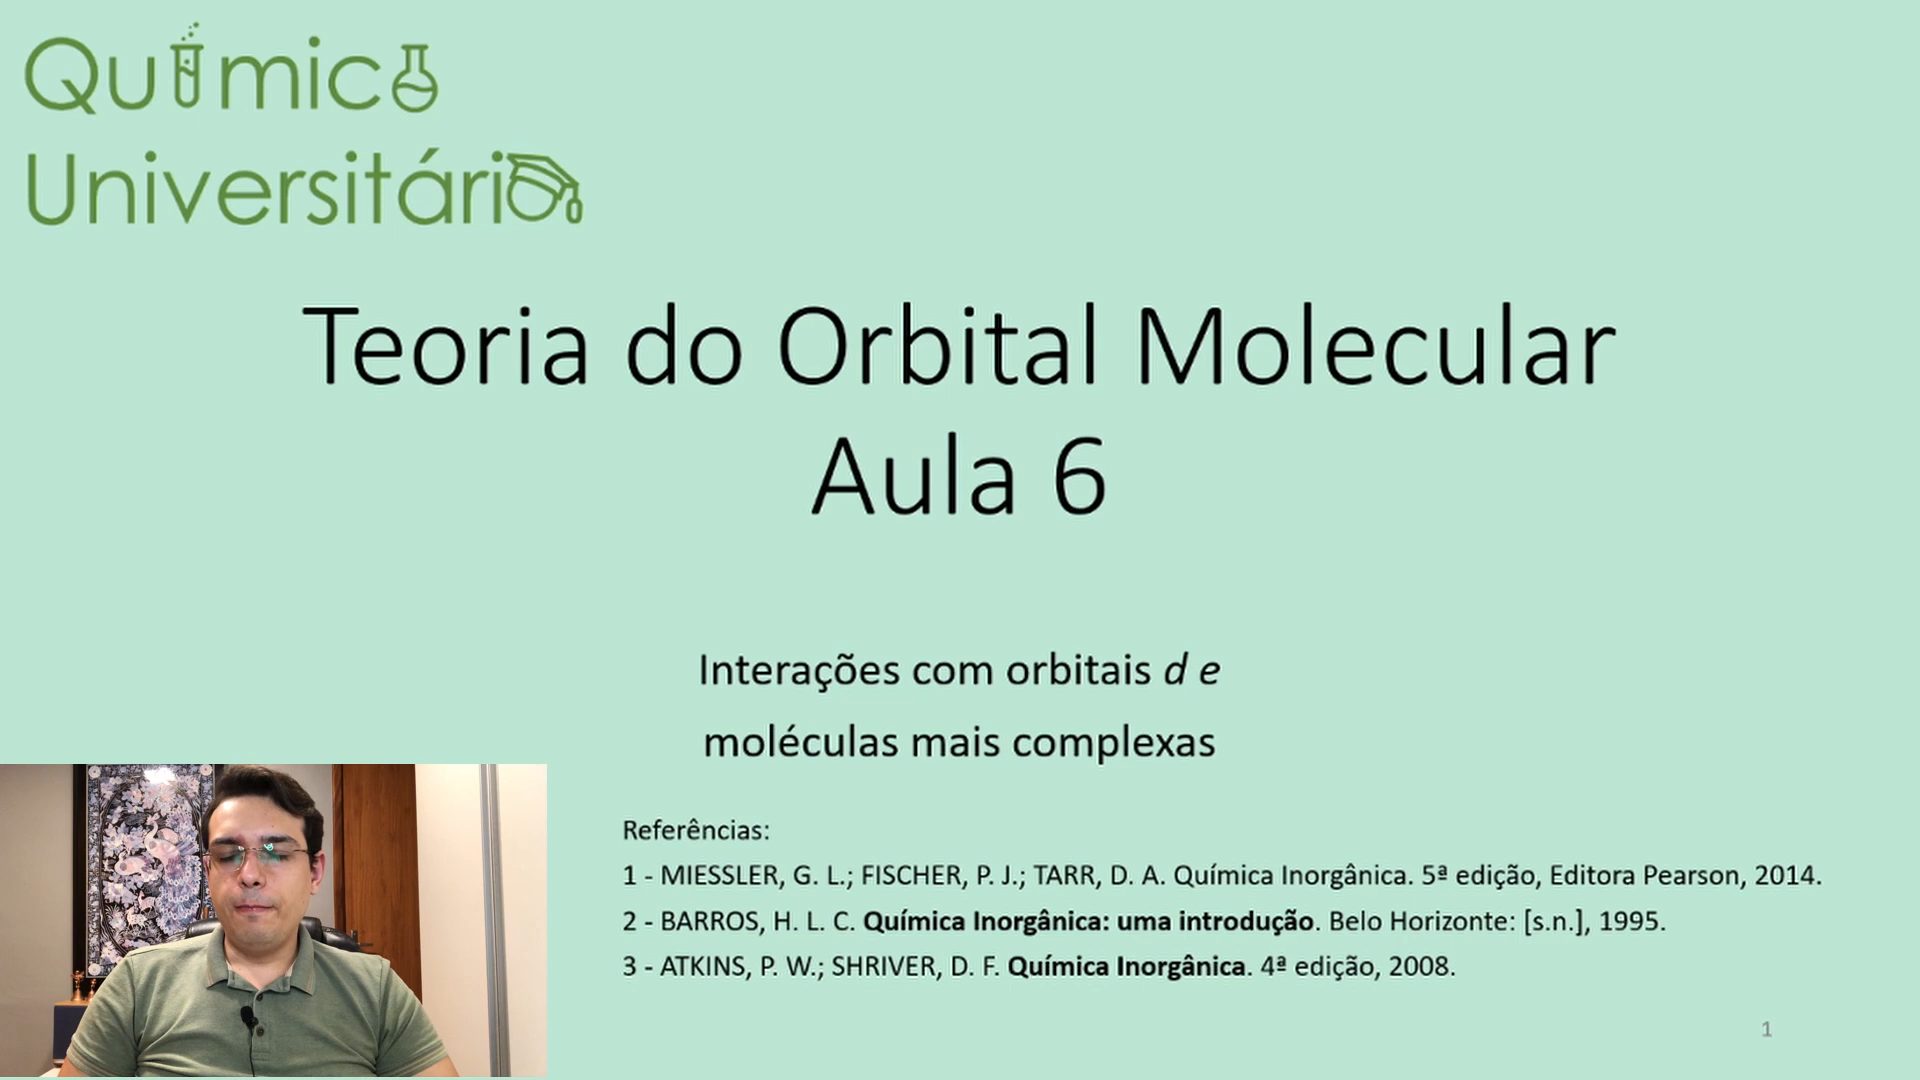 Químico
Universitário
Teoria do Orbital Molecular
Aula 6
Interações com orbitais d e
moléculas mais complexas
Referências:
1 - MIESSLER, G. L.; FISCHER, P. J.; TARR, D. A. Química Inorgânica. 5ª edição, Editora Pearson, 2014.
2 - BARROS, H. L. C. Química Inorgânica: uma introdução. Belo Horizonte: [s.n.], 1995.
3 - ATKINS, P. W.; SHRIVER, D. F. Química Inorgânica. 4ª edição, 2008.
1